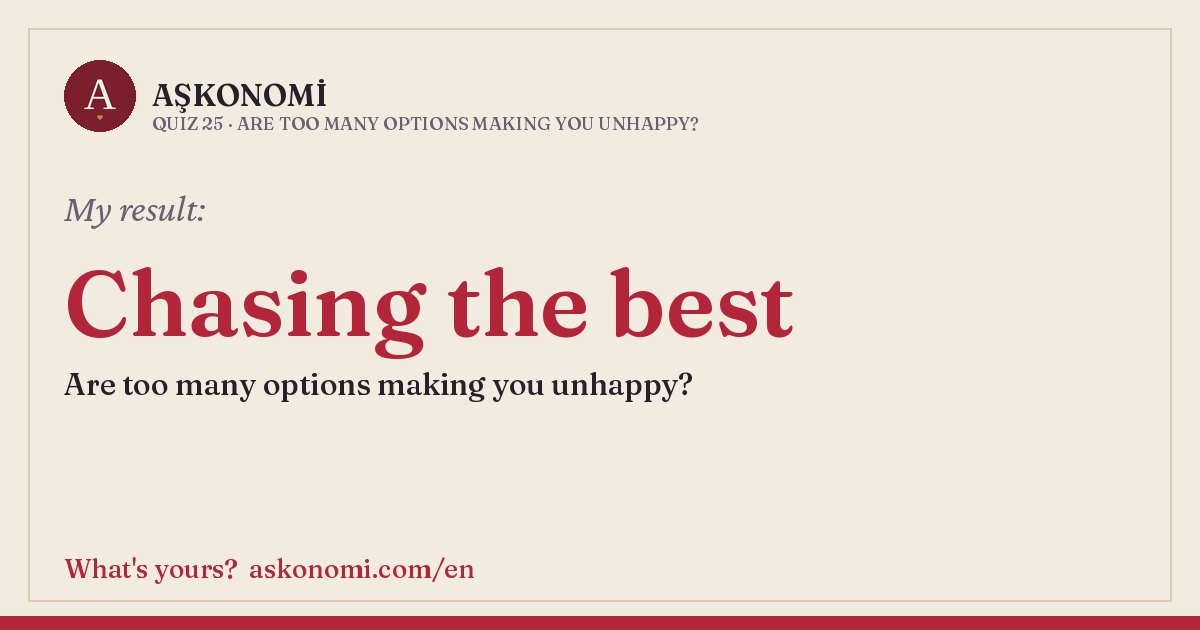 A
AŞKONOMİ
QUIZ 25 · ARE TOO MANY OPTIONS MAKING YOU UNHAPPY?
My result:
Chasing the best
Are too many options making you unhappy?
What's yours? askonomi.com/en